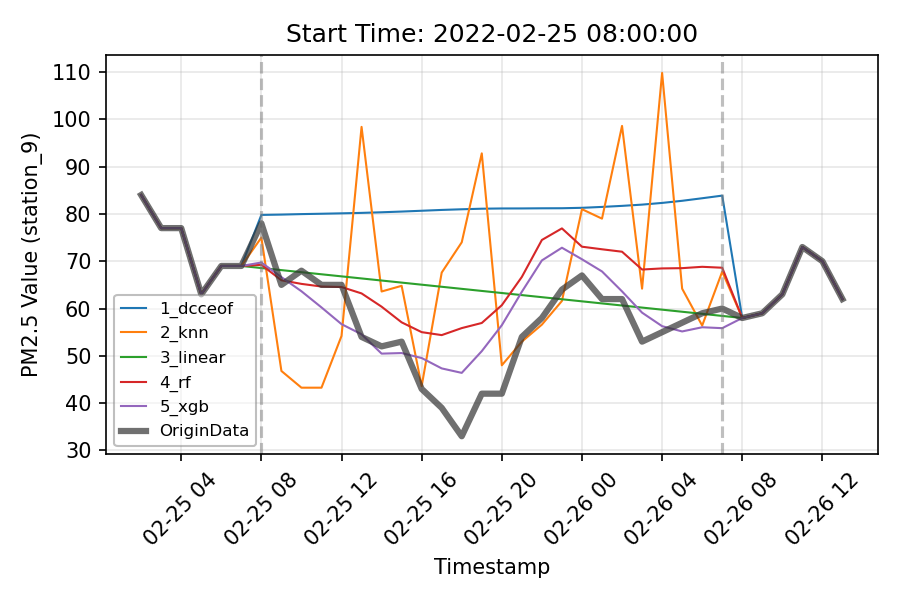 Start Time: 2022-02-25 08:00:00
PM2.5 Value (station_9)
110
100
90
80
70
60
50
40
30
1_dcceof
2_knn
3_linear
4_rf
5_xgb
OriginData
02-25 04
02-25 08
02-25 12
02-25 16
02-25 20
02-26 00
02-26 04
02-26 08
02-26 12
Timestamp